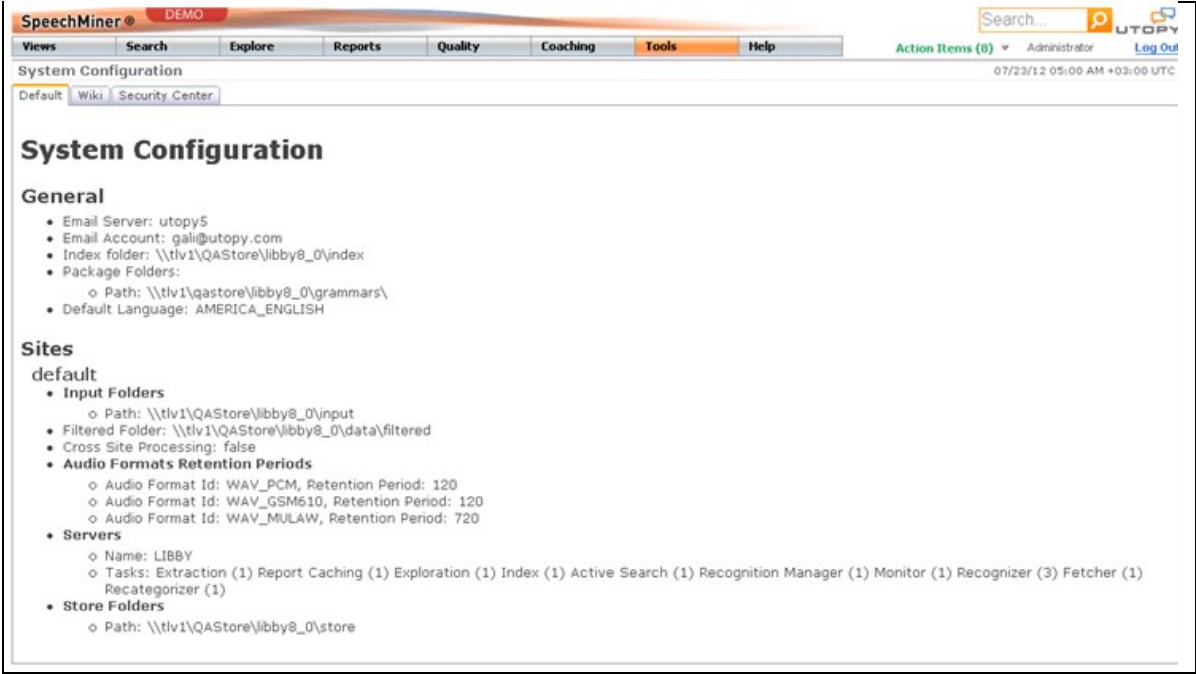 SpeechMiner ® DEMO Search... UTOPY
Views Search Explore Reports Quality Coaching Tools Help Action Items (8) Administrator Log Out
System Configuration 07/23/12 05:00 AM +03:00 UTC
Default Wiki Security Center
System Configuration
General
• Email Server: utopy5
• Email Account: gali@utopy.com
• Index folder: \\tlv1\QAStore\libby8_0\index
• Package Folders:
o Path: \\tlv1\qastore\libby8_0\grammars\
• Default Language: AMERICA_ENGLISH
Sites
default
• Input Folders
o Path: \\tlv1\QAStore\libby8_0\input
• Filtered Folder: \\tlv1\QAStore\libby8_0\data\filtered
• Cross Site Processing: false
• Audio Formats Retention Periods
o Audio Format Id: WAV_PCM, Retention Period: 120
o Audio Format Id: WAV_GSM610, Retention Period: 120
o Audio Format Id: WAV_MULAW, Retention Period: 720
• Servers
o Name: LIBBY
o Tasks: Extraction (1) Report Caching (1) Exploration (1) Index (1) Active Search (1) Recognition Manager (1) Monitor (1) Recognizer (3) Fetcher (1)
Recategorizer (1)
• Store Folders
o Path: \\tlv1\QAStore\libby8_0\store